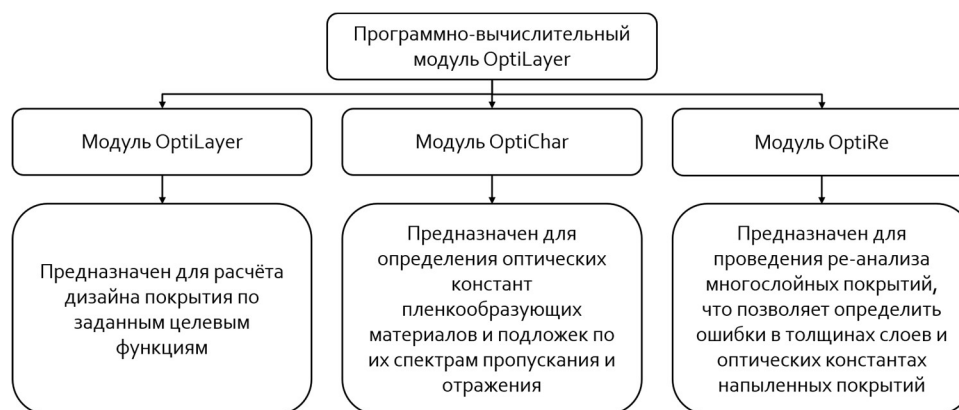 Программно-вычислительный
модуль OptiLayer
Модуль OptiLayer
Модуль OptiChar
Модуль OptiRe
Предназначен для расчёта
дизайна покрытия по
заданным целевым
функциям
Предназначен для
определения оптических
констант
пленкообразующих
материалов и подложек по
их спектрам пропускания и
отражения
Предназначен для
проведения ре-анализа
многослойных покрытий,
что позволяет определить
ошибки в толщинах слоев и
оптических константах
напыленных покрытий